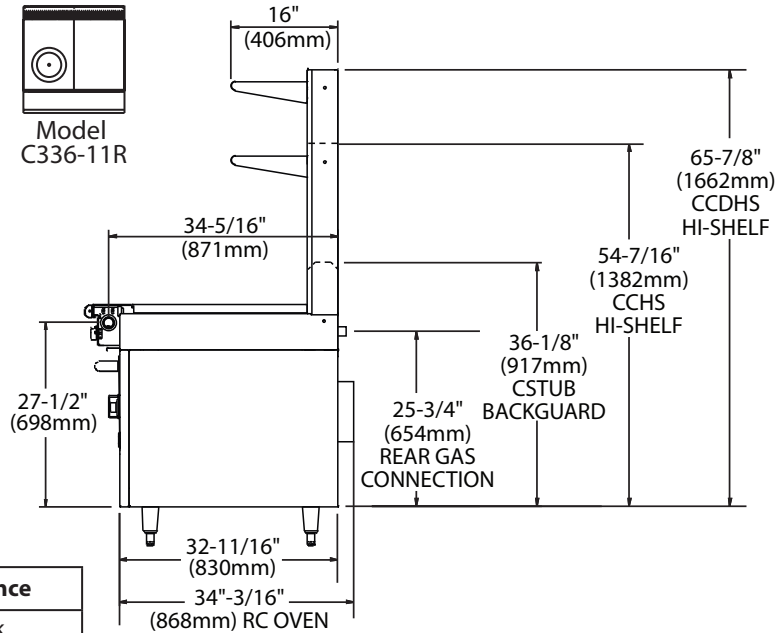 16"
(406mm)
Model
C336-11R
65-7/8"
(1662mm)
CCDHS
HI-SHELF
34-5/16"
(871mm)
54-7/16"
(1382mm)
CCHS
HI-SHELF
36-1/8"
(917mm)
CSTUB
BACKGUARD
27-1/2"
(698mm)
25-3/4"
(654mm)
REAR GAS
CONNECTION
32-11/16"
(830mm)
34"-3/16"
(868mm) RC OVEN
nce